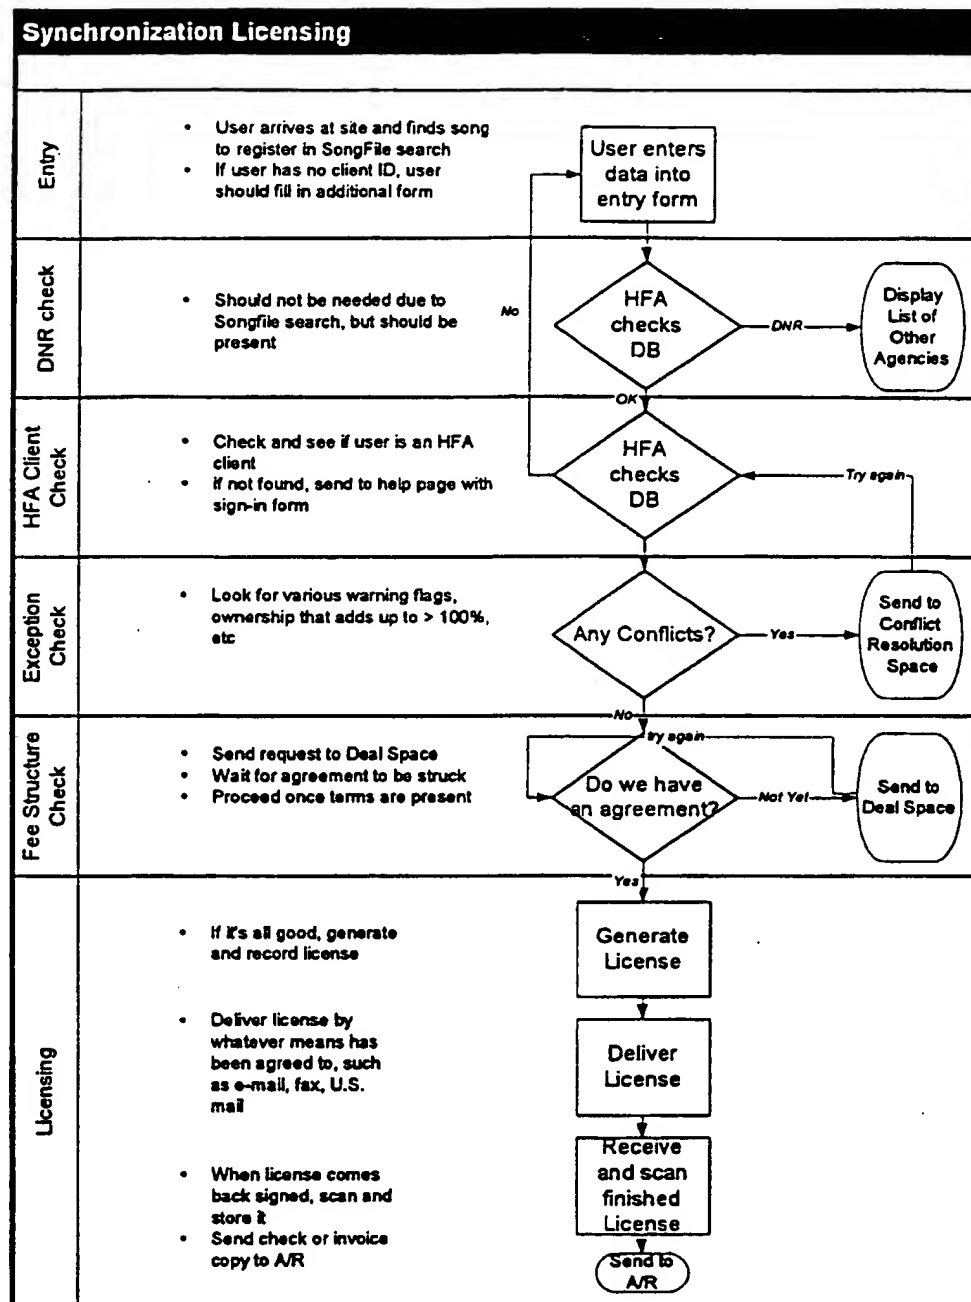 Synchronization Licensing
Entry
• User arrives at site and finds song
to register in SongFile search
• If user has no client ID, user
should fill in additional form
User enters
data into
entry form
DNR check
• Should not be needed due to
Songfile search, but should be
present
No
HFA
checks
DB
DNR
Display
List of
Other
Agencies
OK
HFA Client
Check
• Check and see if user is an HFA
client
• If not found, send to help page with
sign-in form
HFA
checks
DB
Try again
Exception
Check
• Look for various warning flags,
ownership that adds up to > 100%,
etc
Any Conflicts?
Yes
Send to
Conflict
Resolution
Space
No
Fee Structure
Check
• Send request to Deal Space
• Wait for agreement to be struck
• Proceed once terms are present
try again
Do we have
an agreement?
Not Yet
Send to
Deal Space
Yes
Licensing
• If it's all good, generate
and record license
Generate
License
• Deliver license by
whatever means has
been agreed to, such
as e-mail, fax, U.S.
mail
Deliver
License
• When license comes
back signed, scan and
store it
• Send check or invoice
copy to A/R
Receive
and scan
finished
License
Send to
A/R